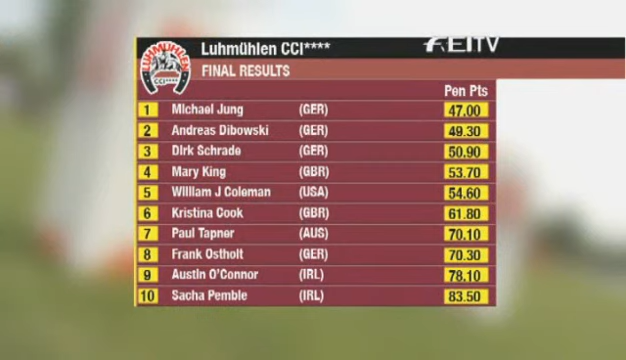 LUHMÜHLEN
CCI****
Luhmühlen CCI****
FEITV
FINAL RESULTS
Pen Pts
1 Michael Jung (GER) 47.00
2 Andreas Dibowski (GER) 49.30
3 Dirk Schrade (GER) 50.90
4 Mary King (GBR) 53.70
5 William J Coleman (USA) 54.60
6 Kristina Cook (GBR) 61.80
7 Paul Tapner (AUS) 70.10
8 Frank Ostholt (GER) 70.30
9 Austin O'Connor (IRL) 78.10
10 Sacha Pemble (IRL) 83.50